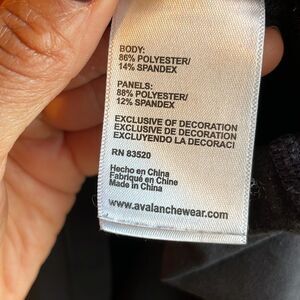 BODY:
86% POLYESTER/
14% SPANDEX
PANELS:
88% POLYESTER/
12% SPANDEX
EXCLUSIVE OF DECORATION
EXCLUSIVE DE DECORATION
EXCLUYENDO LA DECORACI
RN 83520
Hecho en China
Fabriqué en Chine
Made in China
www.avalanchewear.com